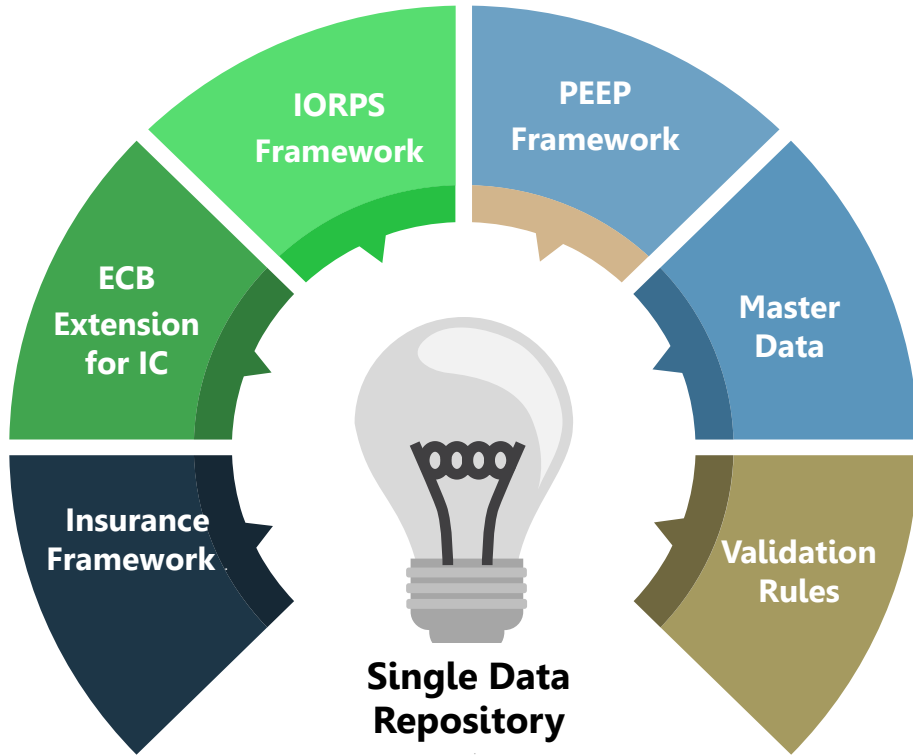 IORPS
Framework
PEEP
Framework
ECB
Extension
for IC
Master
Data
Insurance
Framework
Validation
Rules
Single Data
Repository